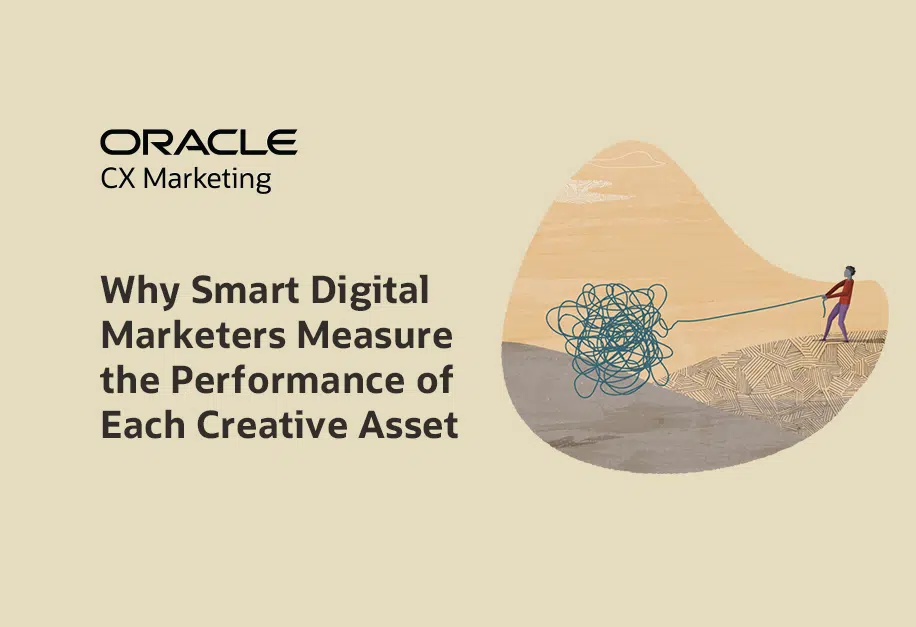 ORACLE
CX Marketing
Why Smart Digital
Marketers Measure
the Performance of
Each Creative Asset